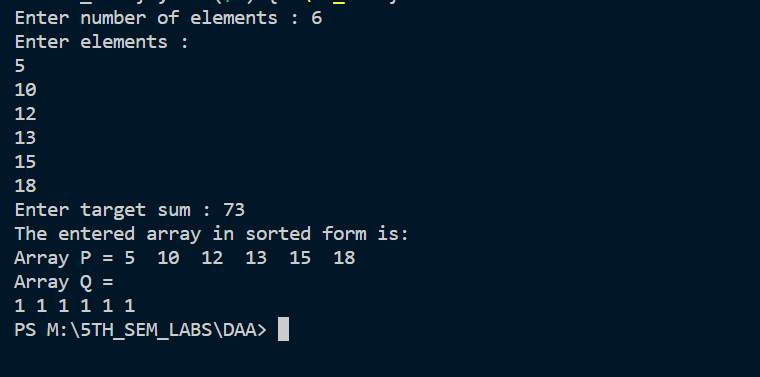 Enter number of elements : 6
Enter elements :
5
10
12
13
15
18
Enter target sum : 73
The entered array in sorted form is:
Array P = 5  10  12  13  15  18
Array Q =
1 1 1 1 1 1
PS M:\5TH_SEM_LABS\DAA>